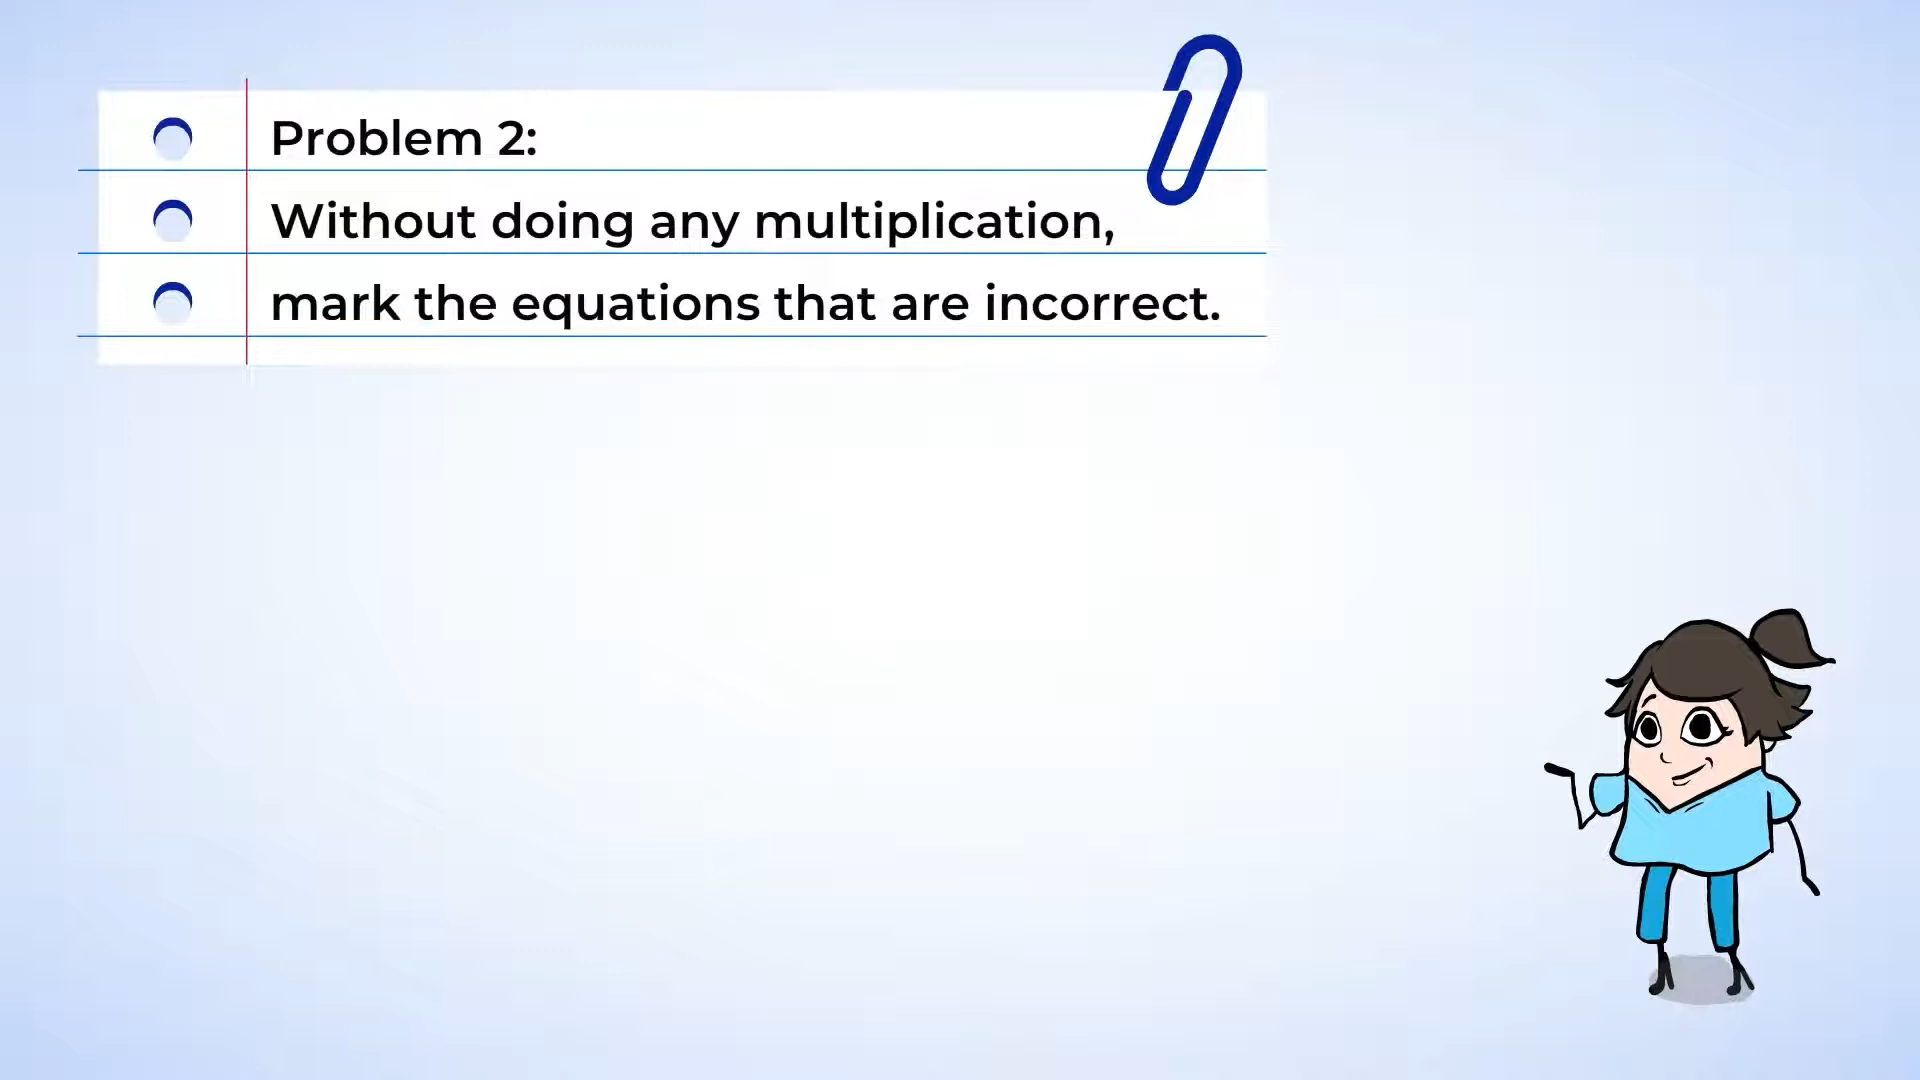 Problem 2:
Without doing any multiplication,
mark the equations that are incorrect.